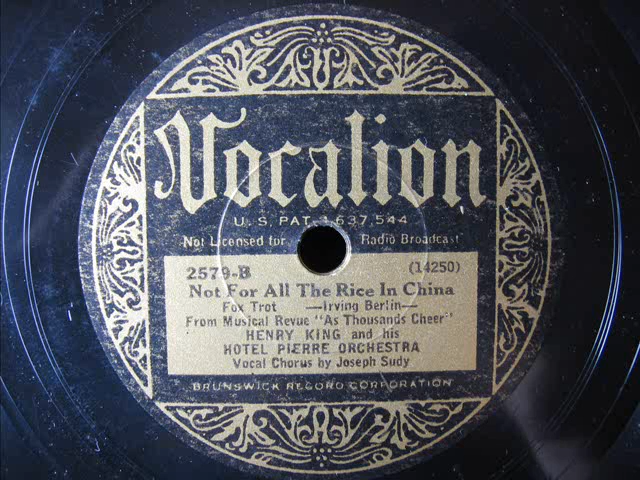 Vocalion
U. S. PAT. 1,637,544
Not Licensed for Radio Broadcast
2579-B (14250)
Not For All The Rice In China
Fox Trot —Irving Berlin—
From Musical Revue "As Thousands Cheer"
HENRY KING and his
HOTEL PIERRE ORCHESTRA
Vocal Chorus by Joseph Sudy
BRUNSWICK RECORD CORPORATION